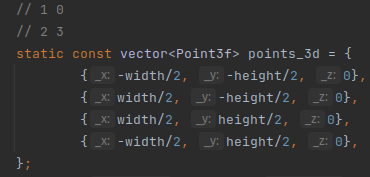 // 1 0
// 2 3
static const vector<Point3f> points_3d = {
{ _x: -width/2, _y: -height/2, _z: 0},
{ _x: width/2, _y: -height/2, _z: 0},
{ _x: width/2, _y: height/2, _z: 0},
{ _x: -width/2, _y: height/2, _z: 0},
};